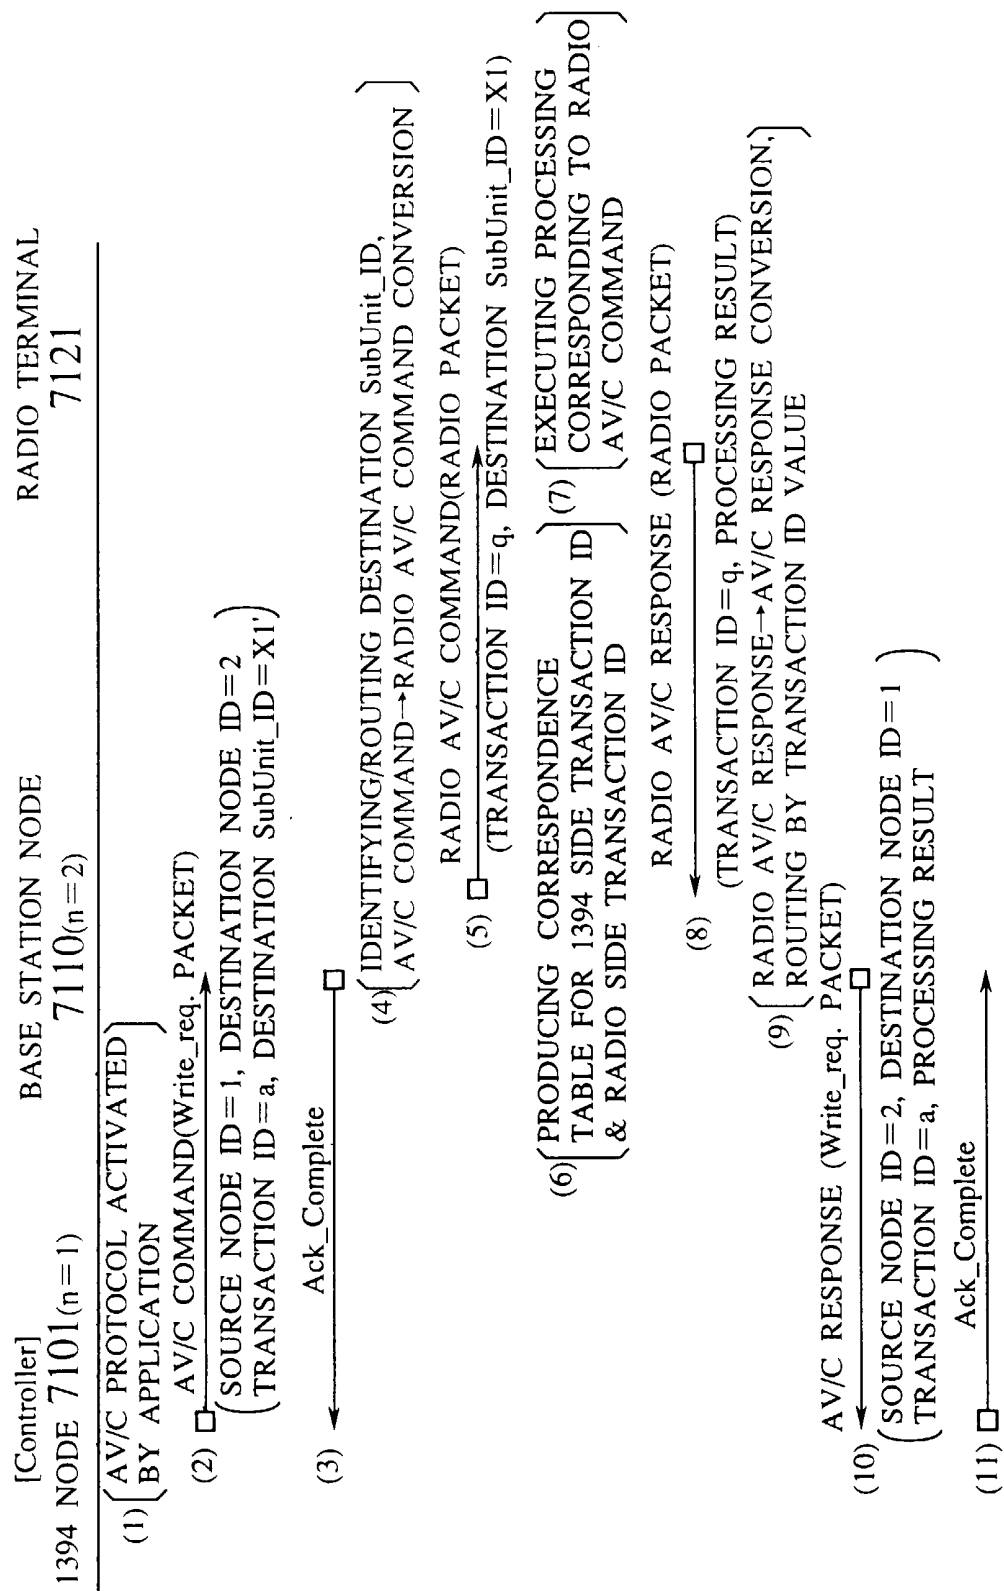 [Controller]
1394 NODE 7101(n=1)
BASE STATION NODE
7110(n=2)
RADIO TERMINAL
7121
(1) AV/C PROTOCOL ACTIVATED
BY APPLICATION
AV/C COMMAND(Write_req. PACKET)
(2)
SOURCE NODE ID=1, DESTINATION NODE ID=2
TRANSACTION ID=a, DESTINATION SubUnit_ID=X1'
Ack_Complete
(3)
(4) IDENTIFYING/ROUTING DESTINATION SubUnit_ID,
AV/C COMMAND→RADIO AV/C COMMAND CONVERSION
RADIO AV/C COMMAND(RADIO PACKET)
(5)
(TRANSACTION ID=q, DESTINATION SubUnit_ID=X1)
(6) PRODUCING CORRESPONDENCE
TABLE FOR 1394 SIDE TRANSACTION ID
& RADIO SIDE TRANSACTION ID
(7) EXECUTING PROCESSING
CORRESPONDING TO RADIO
AV/C COMMAND
RADIO AV/C RESPONSE (RADIO PACKET)
(8)
(TRANSACTION ID=q, PROCESSING RESULT)
(9) RADIO AV/C RESPONSE→AV/C RESPONSE CONVERSION,
ROUTING BY TRANSACTION ID VALUE
AV/C RESPONSE (Write_req. PACKET)
(10)
SOURCE NODE ID=2, DESTINATION NODE ID=1
TRANSACTION ID=a, PROCESSING RESULT
Ack_Complete
(11)